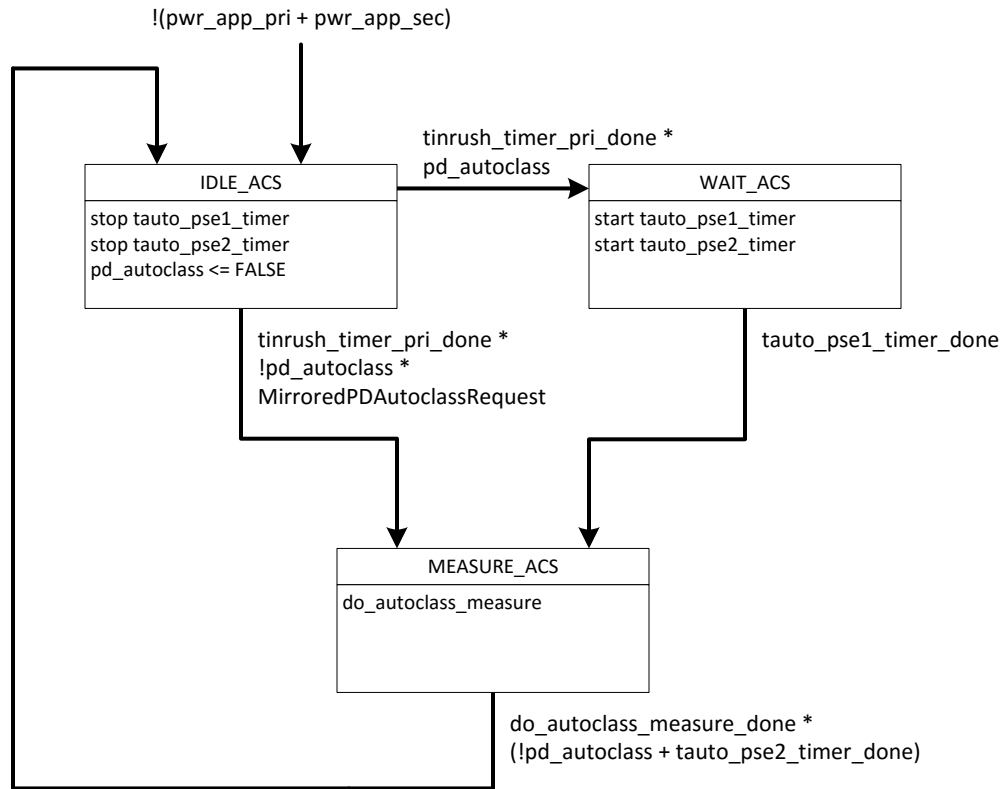 !(pwr_app_pri + pwr_app_sec)
tinrush_timer_pri_done *
pd_autoclass
IDLE_ACS
stop tauto_pse1_timer
stop tauto_pse2_timer
pd_autoclass <= FALSE
WAIT_ACS
start tauto_pse1_timer
start tauto_pse2_timer
tinrush_timer_pri_done *
!pd_autoclass *
MirroredPDAutoclassRequest
tauto_pse1_timer_done
MEASURE_ACS
do_autoclass_measure
do_autoclass_measure_done *
(!pd_autoclass + tauto_pse2_timer_done)